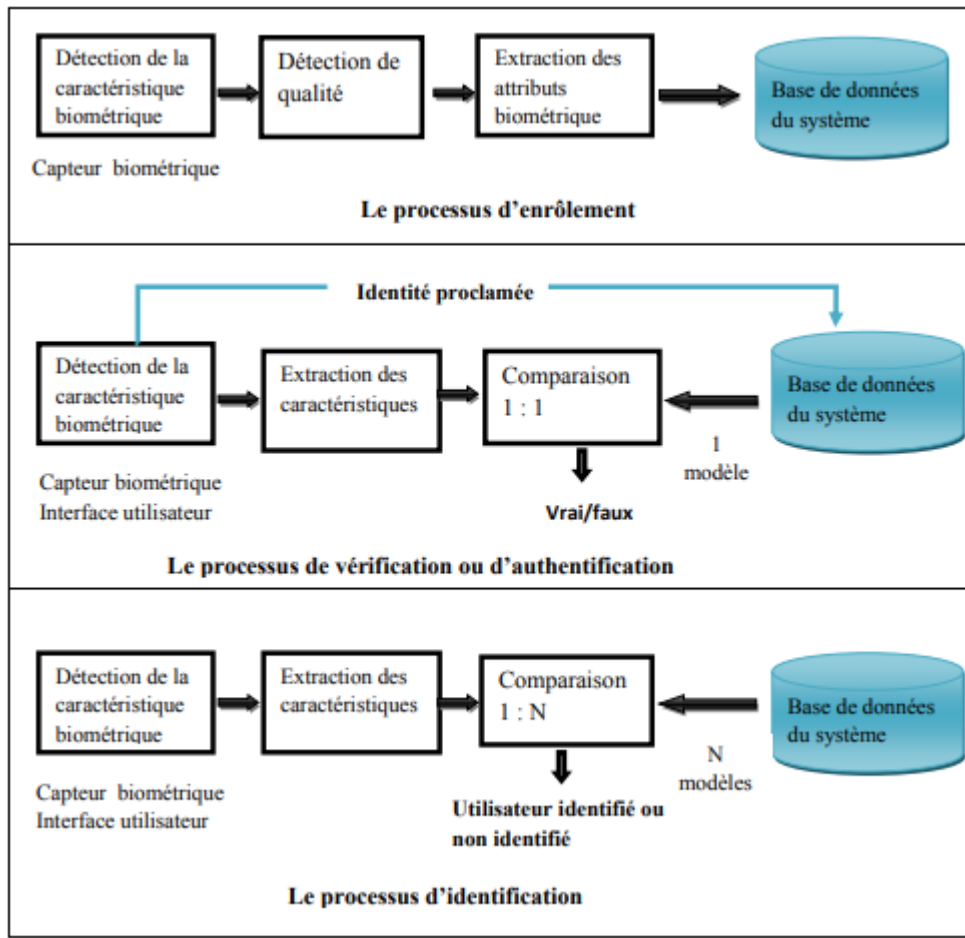 Détection de la
caractéristique
biométrique
Détection de
qualité
Extraction des
attributs
biométrique
Base de données
du système
Capteur biométrique
Le processus d'enrôlement
Identité proclamée
Détection de la
caractéristique
biométrique
Extraction des
caractéristiques
Comparaison
1 : 1
Base de données
du système
1
modèle
Capteur biométrique
Interface utilisateur
Vrai/faux
Le processus de vérification ou d'authentification
Détection de la
caractéristique
biométrique
Extraction des
caractéristiques
Comparaison
1 : N
Base de données
du système
N
modèles
Capteur biométrique
Interface utilisateur
Utilisateur identifié ou
non identifié
Le processus d'identification